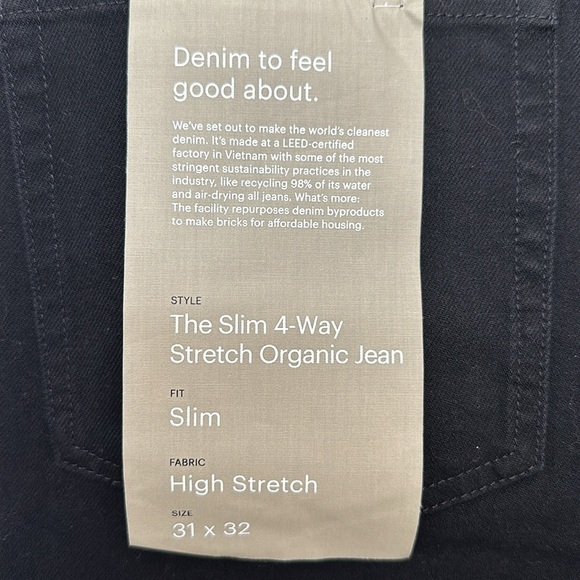 Denim to feel
good about.
We've set out to make the world's cleanest
denim. It's made at a LEED-certified
factory in Vietnam with some of the most
stringent sustainability practices in the
industry, like recycling 98% of its water
and air-drying all jeans. What's more:
The facility repurposes denim byproducts
to make bricks for affordable housing.
STYLE
The Slim 4-Way
Stretch Organic Jean
FIT
Slim
FABRIC
High Stretch
SIZE
31 x 32